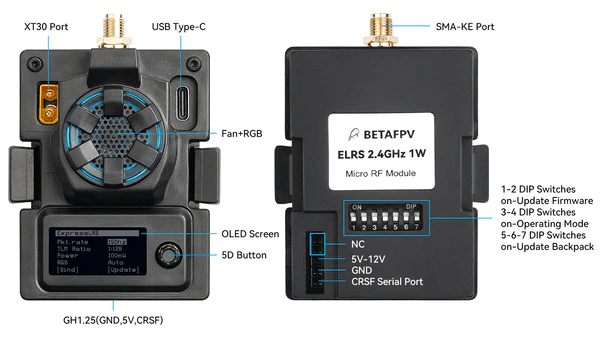 XT30 Port
USB Type-C
SMA-KE Port
BETAFPV
ELRS 2.4GHz 1W
Micro RF Module
Fan+RGB
ON DIP
1 2 3 4 5 6 7
1-2 DIP Switches
on-Update Firmware
3-4 DIP Switches
on-Operating Mode
5-6-7 DIP Switches
on-Update Backpack
OLED Screen
5D Button
ExpressLRS
Pkt.rate
TLM Ratio 1:128
Power 100mW
RGB Auto
[Bind] [Update]
NC
5V-12V
GND
CRSF Serial Port
GH1.25(GND,5V,CRSF)